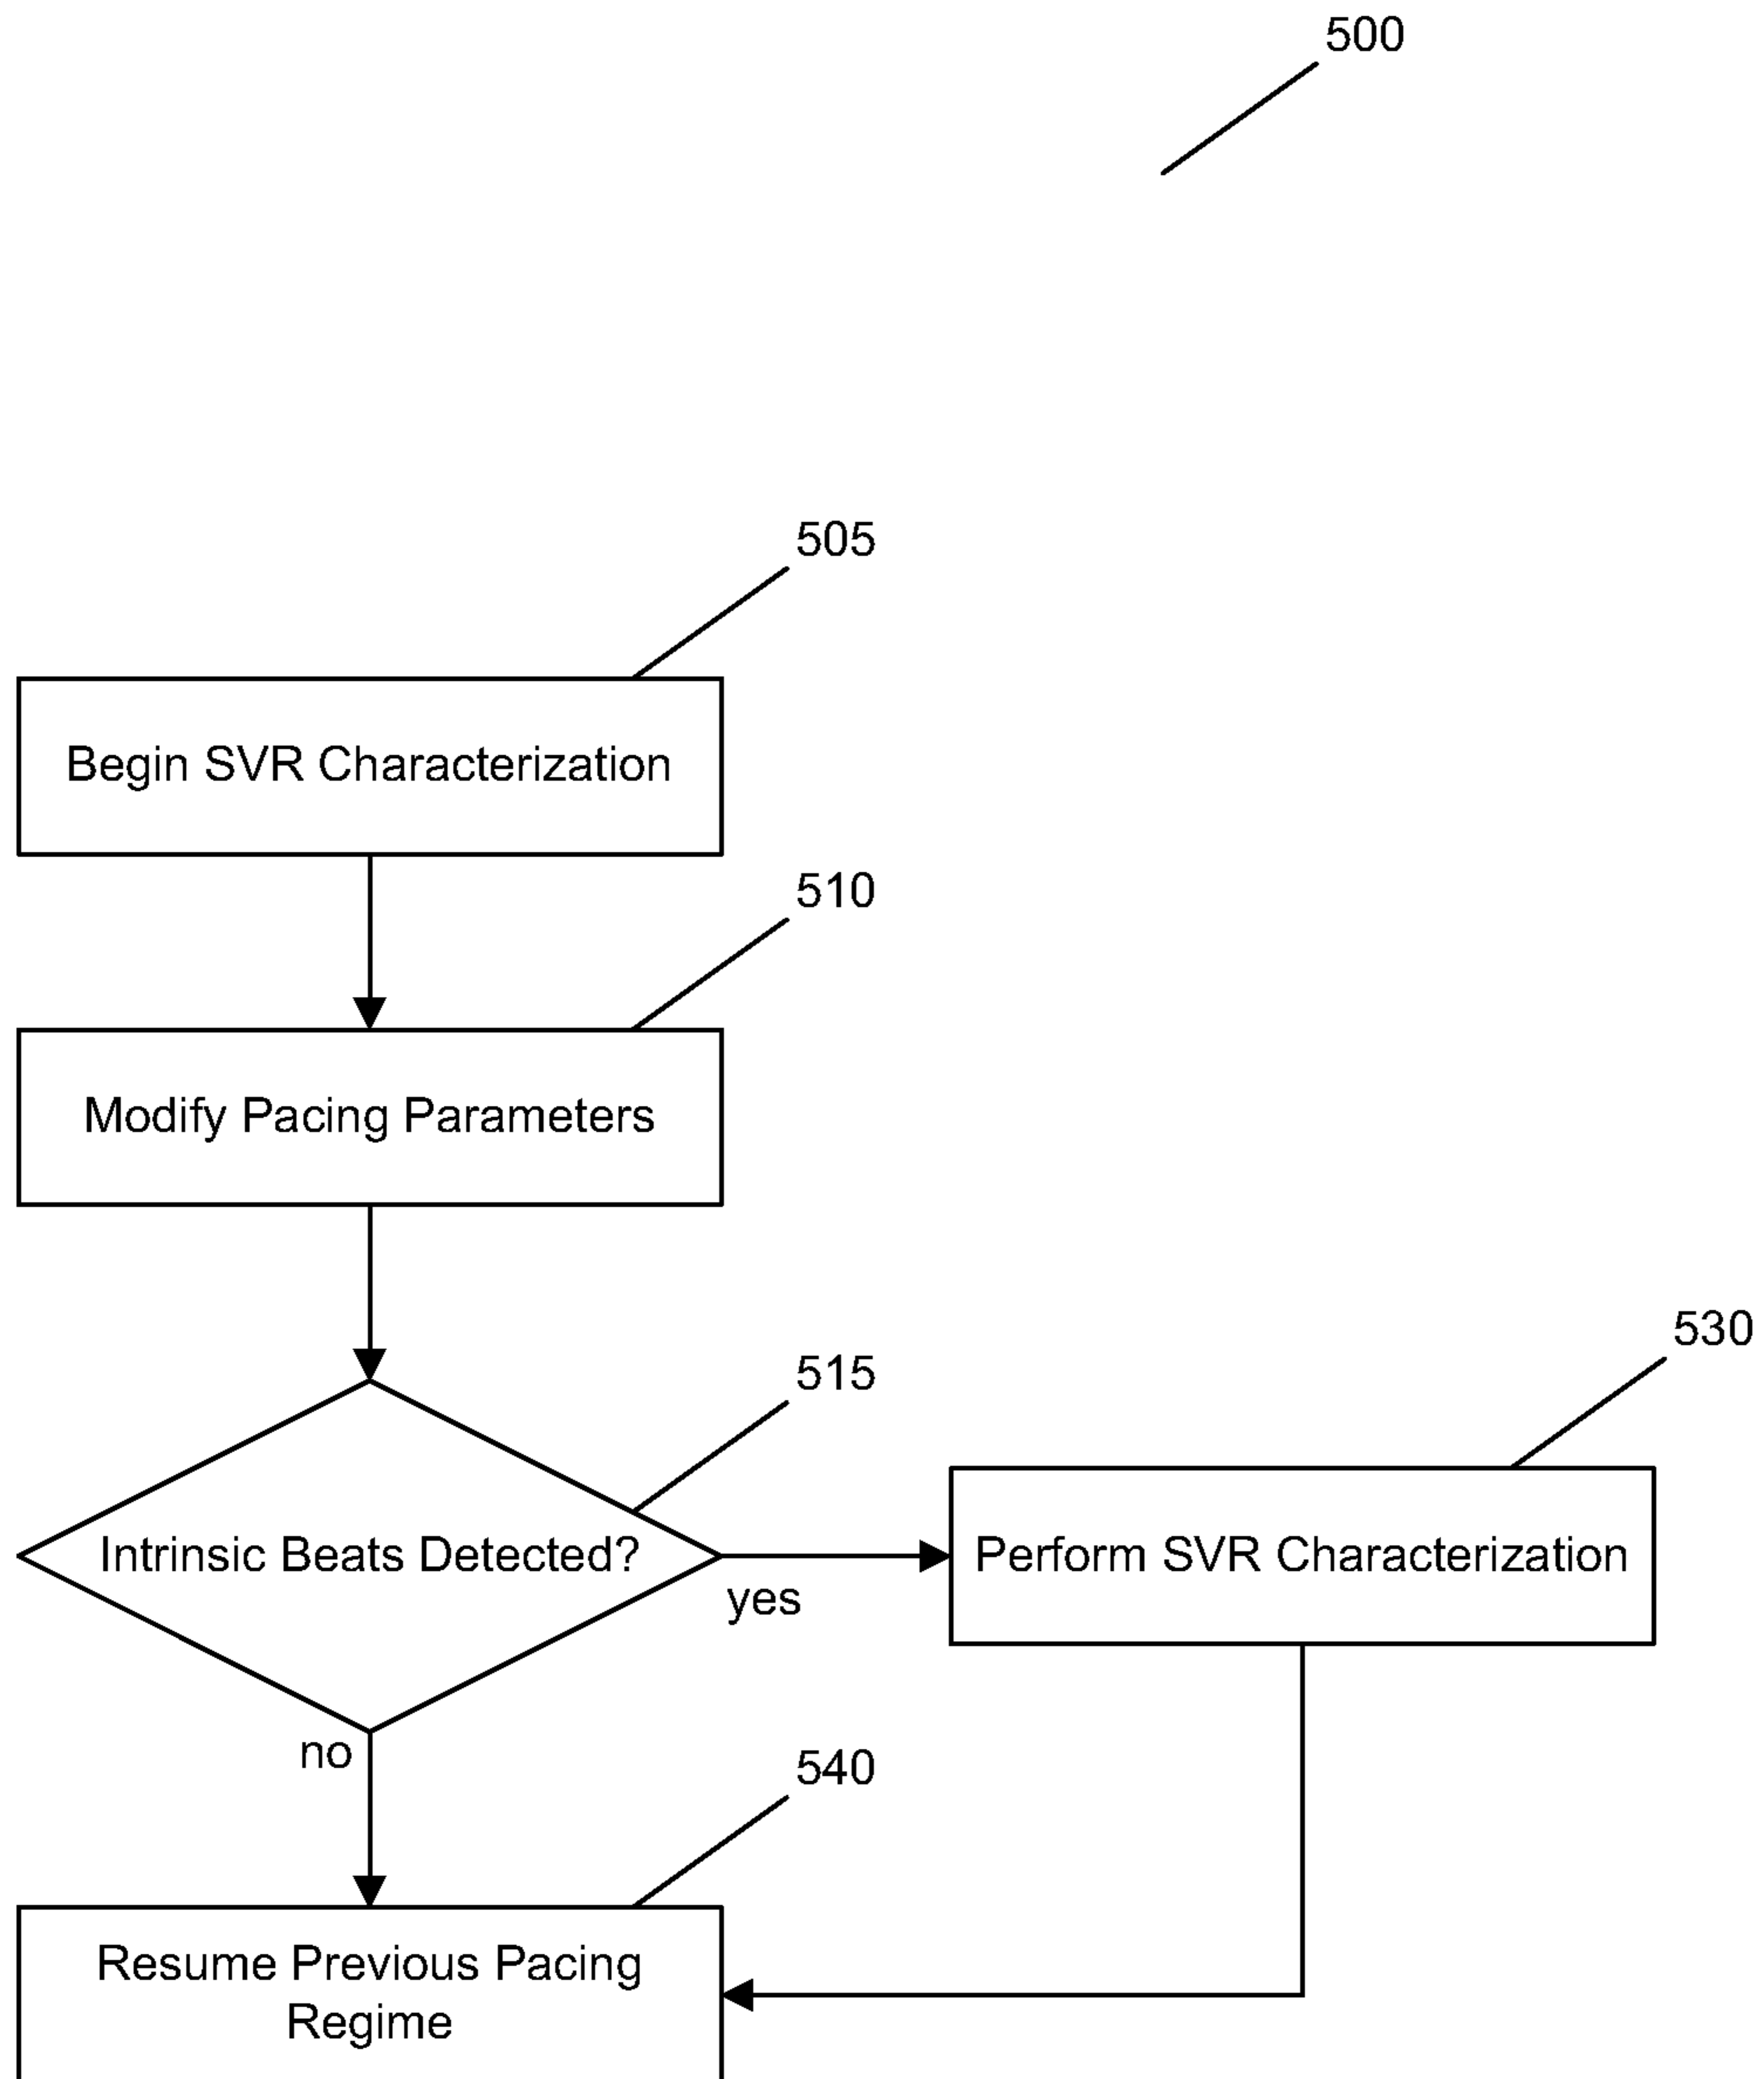 500
505
Begin SVR Characterization
510
Modify Pacing Parameters
515
530
Intrinsic Beats Detected?
Perform SVR Characterization
yes
no
540
Resume Previous Pacing
Regime